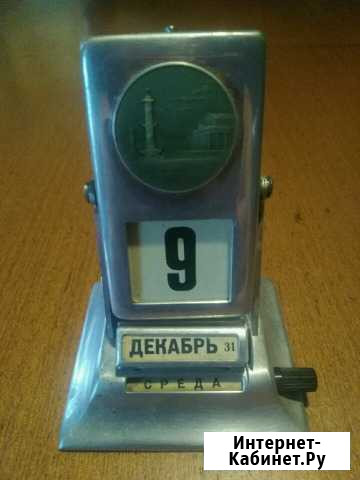 9
ДЕКАБРЬ 31
СРЕДА
Интернет-
Кабинет.Ру